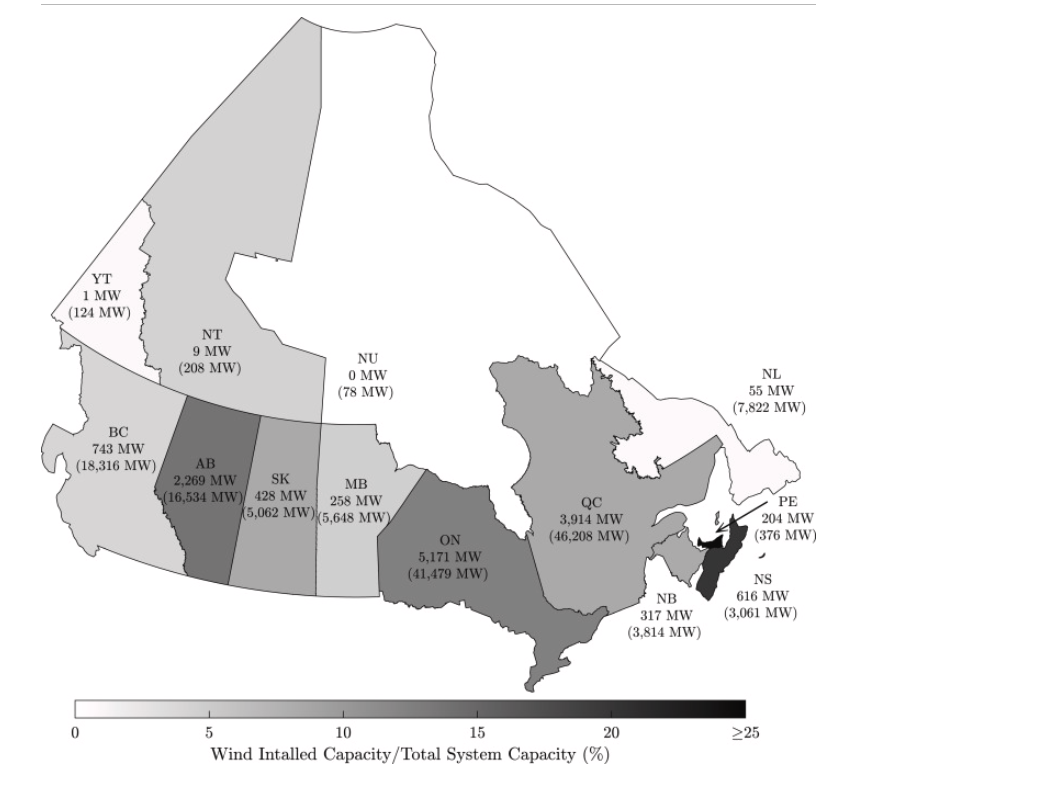 YT
1 MW
(124 MW)
NT
9 MW
(208 MW)
NU
0 MW
(78 MW)
NL
55 MW
(7,822 MW)
BC
743 MW
(18,316 MW)
AB
2,269 MW
(16,534 MW)
SK
428 MW
(5,062 MW)
MB
258 MW
(5,648 MW)
ON
5,171 MW
(41,479 MW)
QC
3,914 MW
(46,208 MW)
PE
204 MW
(376 MW)
NS
616 MW
(3,061 MW)
NB
317 MW
(3,814 MW)
0 5 10 15 20 ≥25
Wind Intalled Capacity/Total System Capacity (%)